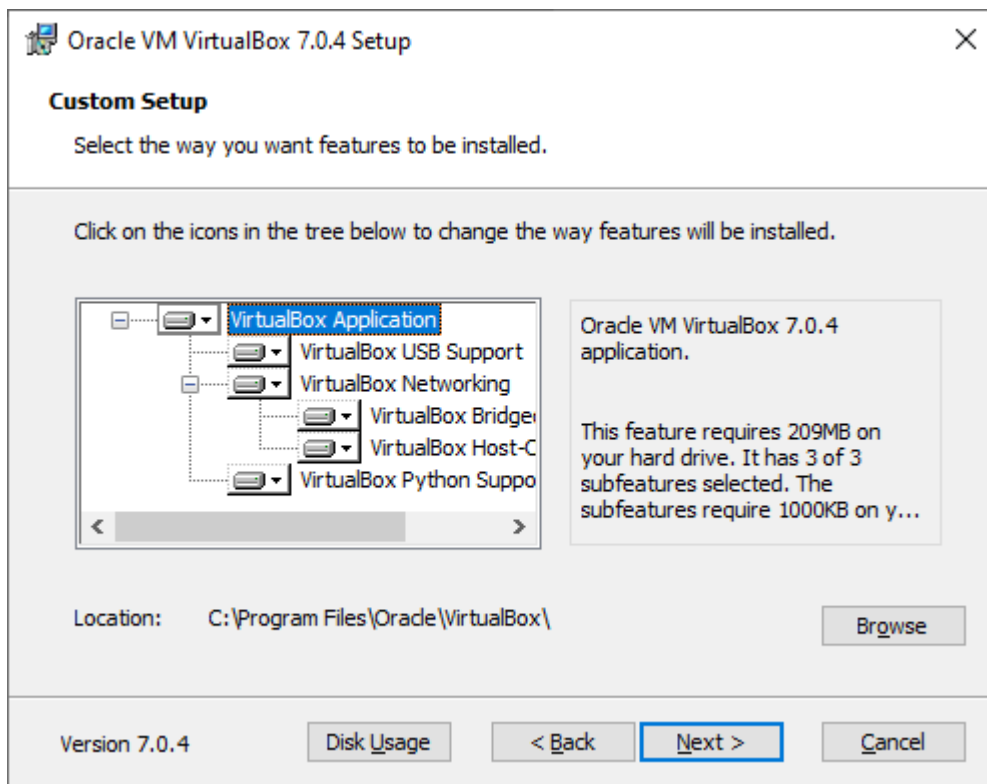 Oracle VM VirtualBox 7.0.4 Setup
Custom Setup
Select the way you want features to be installed.
Click on the icons in the tree below to change the way features will be installed.
VirtualBox Application
VirtualBox USB Support
VirtualBox Networking
VirtualBox Bridge
VirtualBox Host-C
VirtualBox Python Suppo
Oracle VM VirtualBox 7.0.4
application.
This feature requires 209MB on
your hard drive. It has 3 of 3
subfeatures selected. The
subfeatures require 1000KB on y...
Location: C:\Program Files\Oracle\VirtualBox\
Browse
Version 7.0.4
Disk Usage
< Back
Next >
Cancel